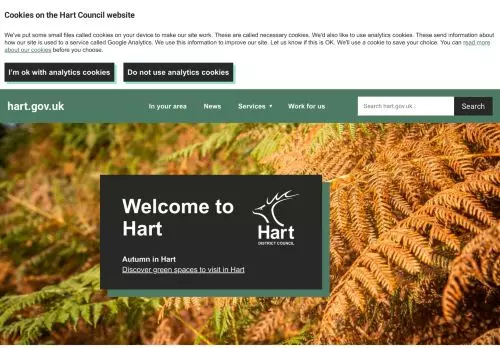 Cookies on the Hart Council website
We've put some small files called cookies on your device to make our site work. These are called necessary cookies. We'd also like to use analytics cookies. These send information
about how our site is used to a service called Google Analytics. We use this information to improve our site. Let us know if this is OK. We'll use a cookie to save your choice. You can read more
about our cookies before you choose.
I'm ok with analytics cookies Do not use analytics cookies
hart.gov.uk In your area News Services Work for us Search hart.gov.uk Search
Welcome to
Hart
Hart
DISTRICT COUNCIL
Autumn in Hart
Discover green spaces to visit in Hart